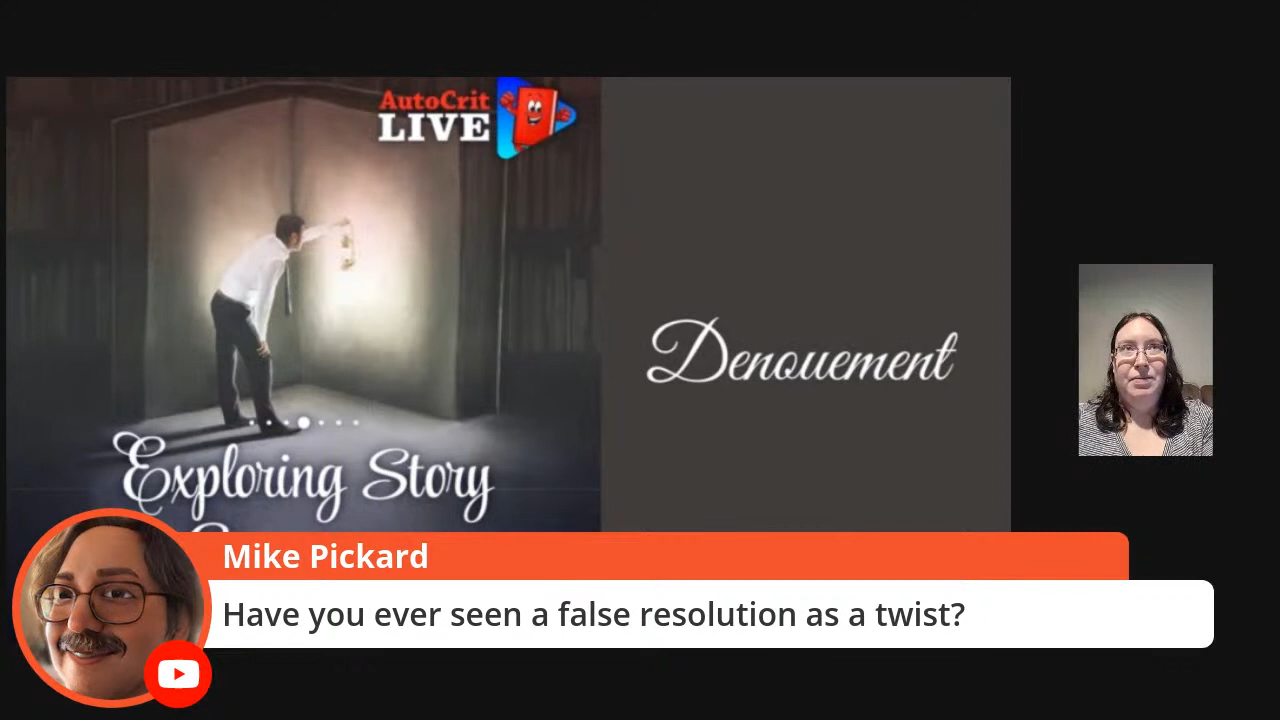 AutoCrit
LIVE
Denouement
Exploring Story
Mike Pickard
Have you ever seen a false resolution as a twist?